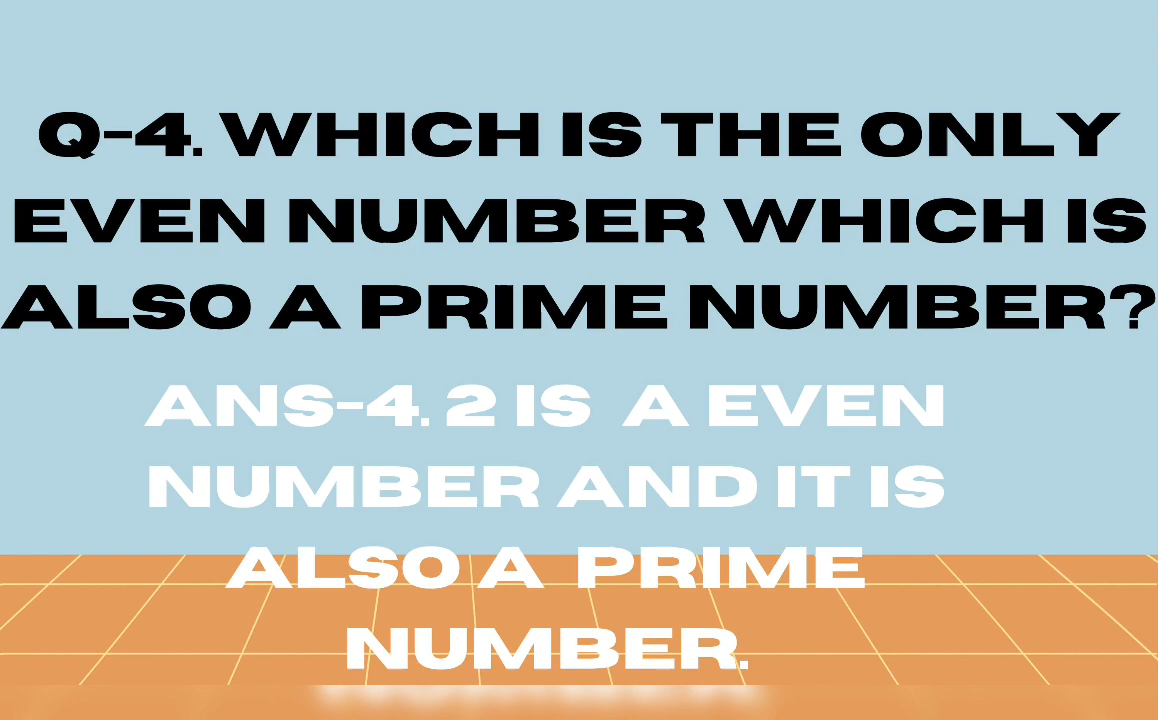 Q-4. WHICH IS THE ONLY
EVEN NUMBER WHICH IS
ALSO A PRIME NUMBER?
ANS-4. 2 IS A EVEN
NUMBER AND IT IS
ALSO A PRIME
NUMBER.